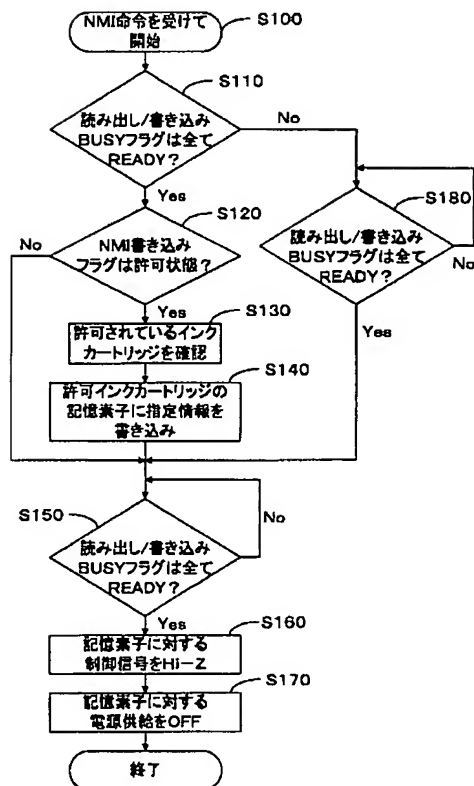 NMI命令を受けて
開始
S100
S110
読み出し/書き込み
BUSYフラグは全て
READY?
No
Yes
S120
S180
No
NMI書き込み
フラグは許可状態?
読み出し/書き込み
BUSYフラグは全て
READY?
No
Yes
S130
Yes
許可されているインク
カートリッジを確認
S140
許可インクカートリッジの
記憶素子に指定情報を
書き込み
S150
No
読み出し/書き込み
BUSYフラグは全て
READY?
Yes
S160
記憶素子に対する
制御信号をHi-Z
S170
記憶素子に対する
電源供給をOFF
終了